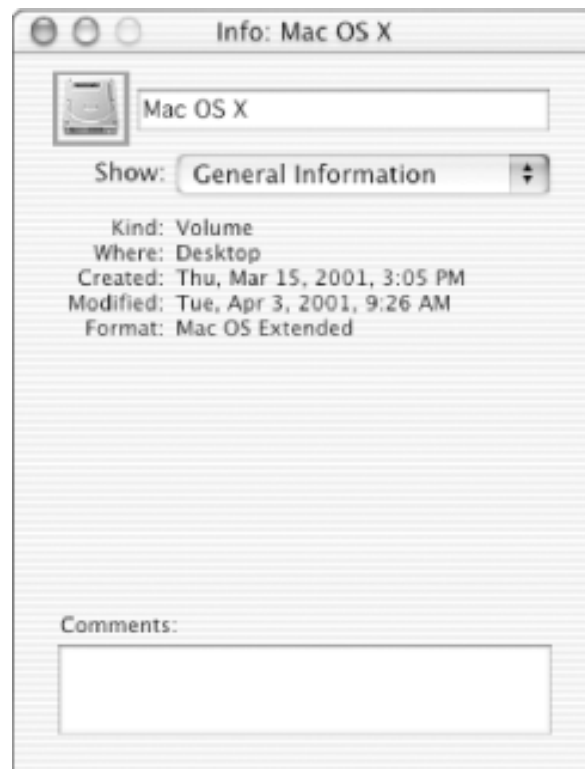 Info: Mac OS X
Mac OS X
Show: General Information
Kind: Volume
Where: Desktop
Created: Thu, Mar 15, 2001, 3:05 PM
Modified: Tue, Apr 3, 2001, 9:26 AM
Format: Mac OS Extended
Comments: